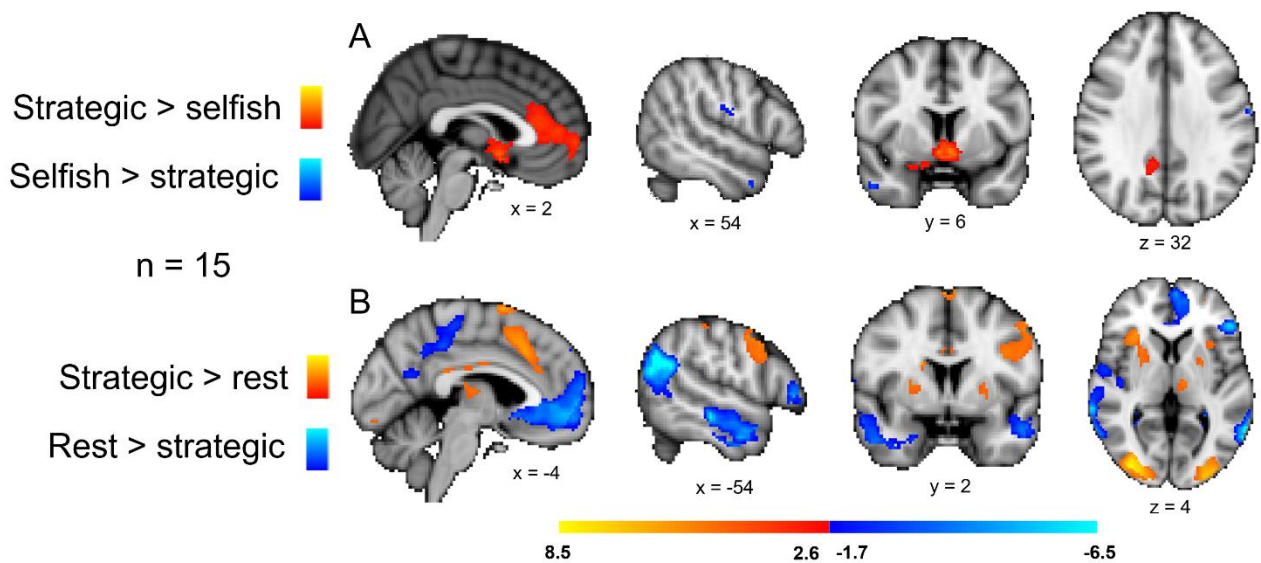 A
Strategic > selfish
Selfish > strategic
x = 2
x = 54
y = 6
z = 32
n = 15
B
Strategic > rest
Rest > strategic
x = -4
x = -54
y = 2
z = 4
8.5
2.6
-1.7
-6.5